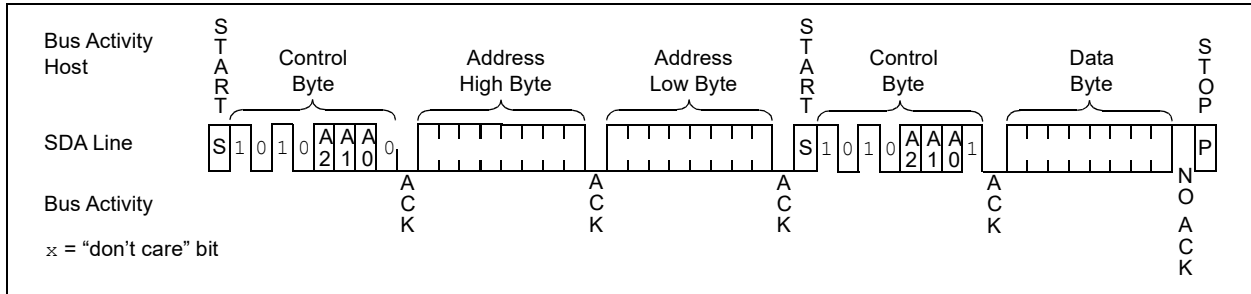 Bus Activity
Host
START
Control
Byte
Address
High Byte
Address
Low Byte
START
Control
Byte
Data
Byte
STOP
SDA Line
S 1 0 1 0 A2 A1 A0 0
S 1 0 1 0 A2 A1 A0 1
P
Bus Activity
ACK
ACK
ACK
ACK
NO ACK
x = “don’t care” bit